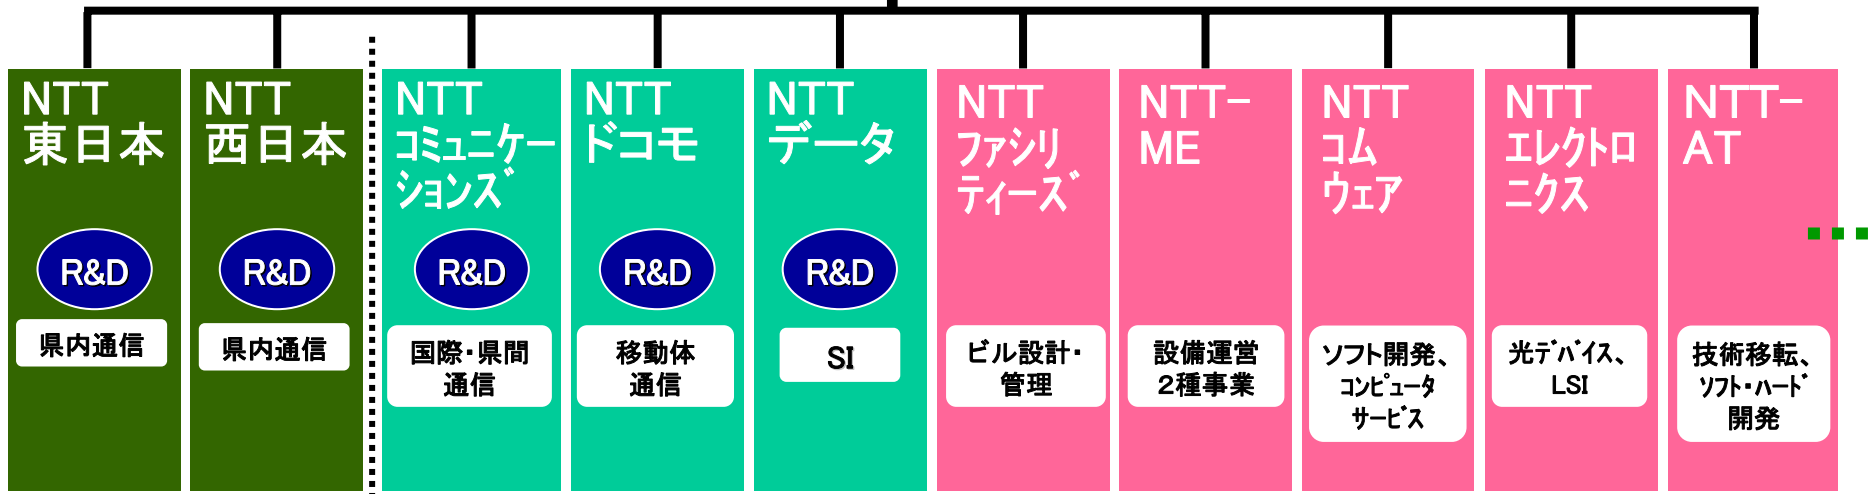 NTT
東日本
R&D
県内通信
NTT
西日本
R&D
県内通信
NTT
コミュニケー
ションズ
R&D
国際・県間
通信
NTT
ドコモ
R&D
移動体
通信
NTT
データ
R&D
SI
NTT
ファシリ
ティーズ
ビル設計・
管理
NTT-
ME
設備運営
2種事業
NTT
コム
ウェア
ソフト開発、
コンピュータ
サービス
NTT
エレクトロ
ニクス
光デバイス、
LSI
NTT-
AT
技術移転、
ソフト・ハード
開発